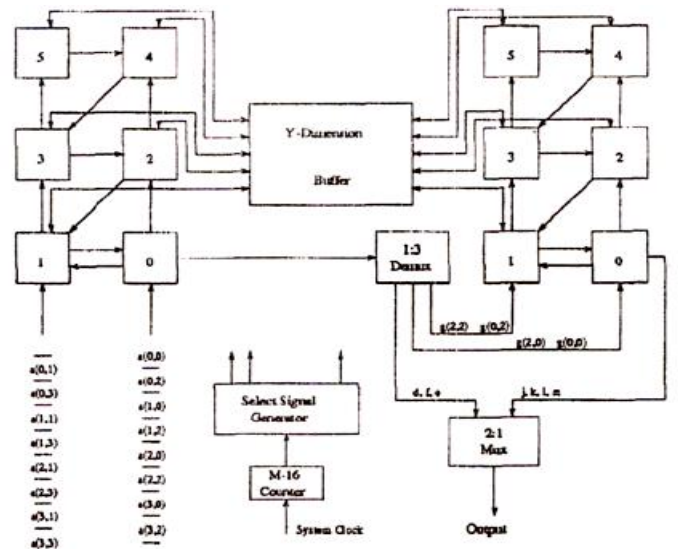 5
4
5
4
Y-Dimension
Buffer
3
2
3
2
1
0
1:3
Demux
1
0
g(2,2) g(0,2)
g(2,0) g(0,0)
a(0,1)
a(0,3)
a(1,1)
a(1,3)
a(2,1)
a(2,3)
a(3,1)
a(3,3)
a(0,0)
a(0,2)
a(1,0)
a(1,2)
a(2,0)
a(2,2)
a(3,0)
a(3,2)
Select Signal
Generator
M-16
Counter
System Clock
d, f, e
j, k, l, m
2:1
Mux
Output